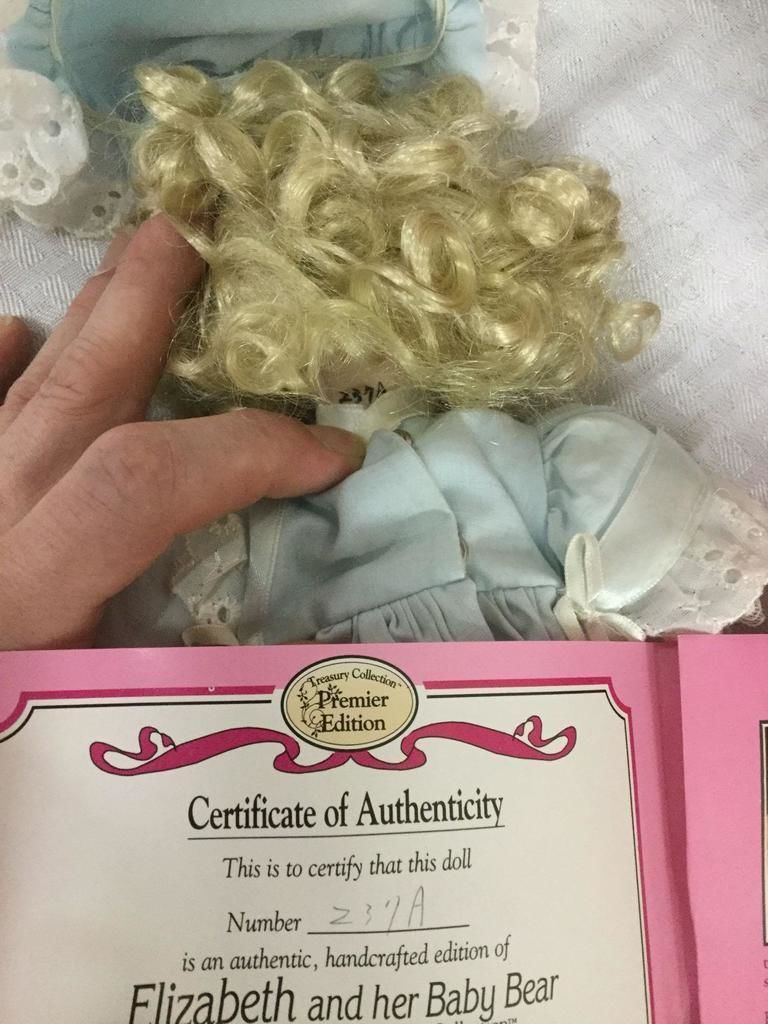 237A
Treasury Collection™
Premier
Edition
Certificate of Authenticity
This is to certify that this doll
Number 237A
is an authentic, handcrafted edition of
Elizabeth and her Baby Bear